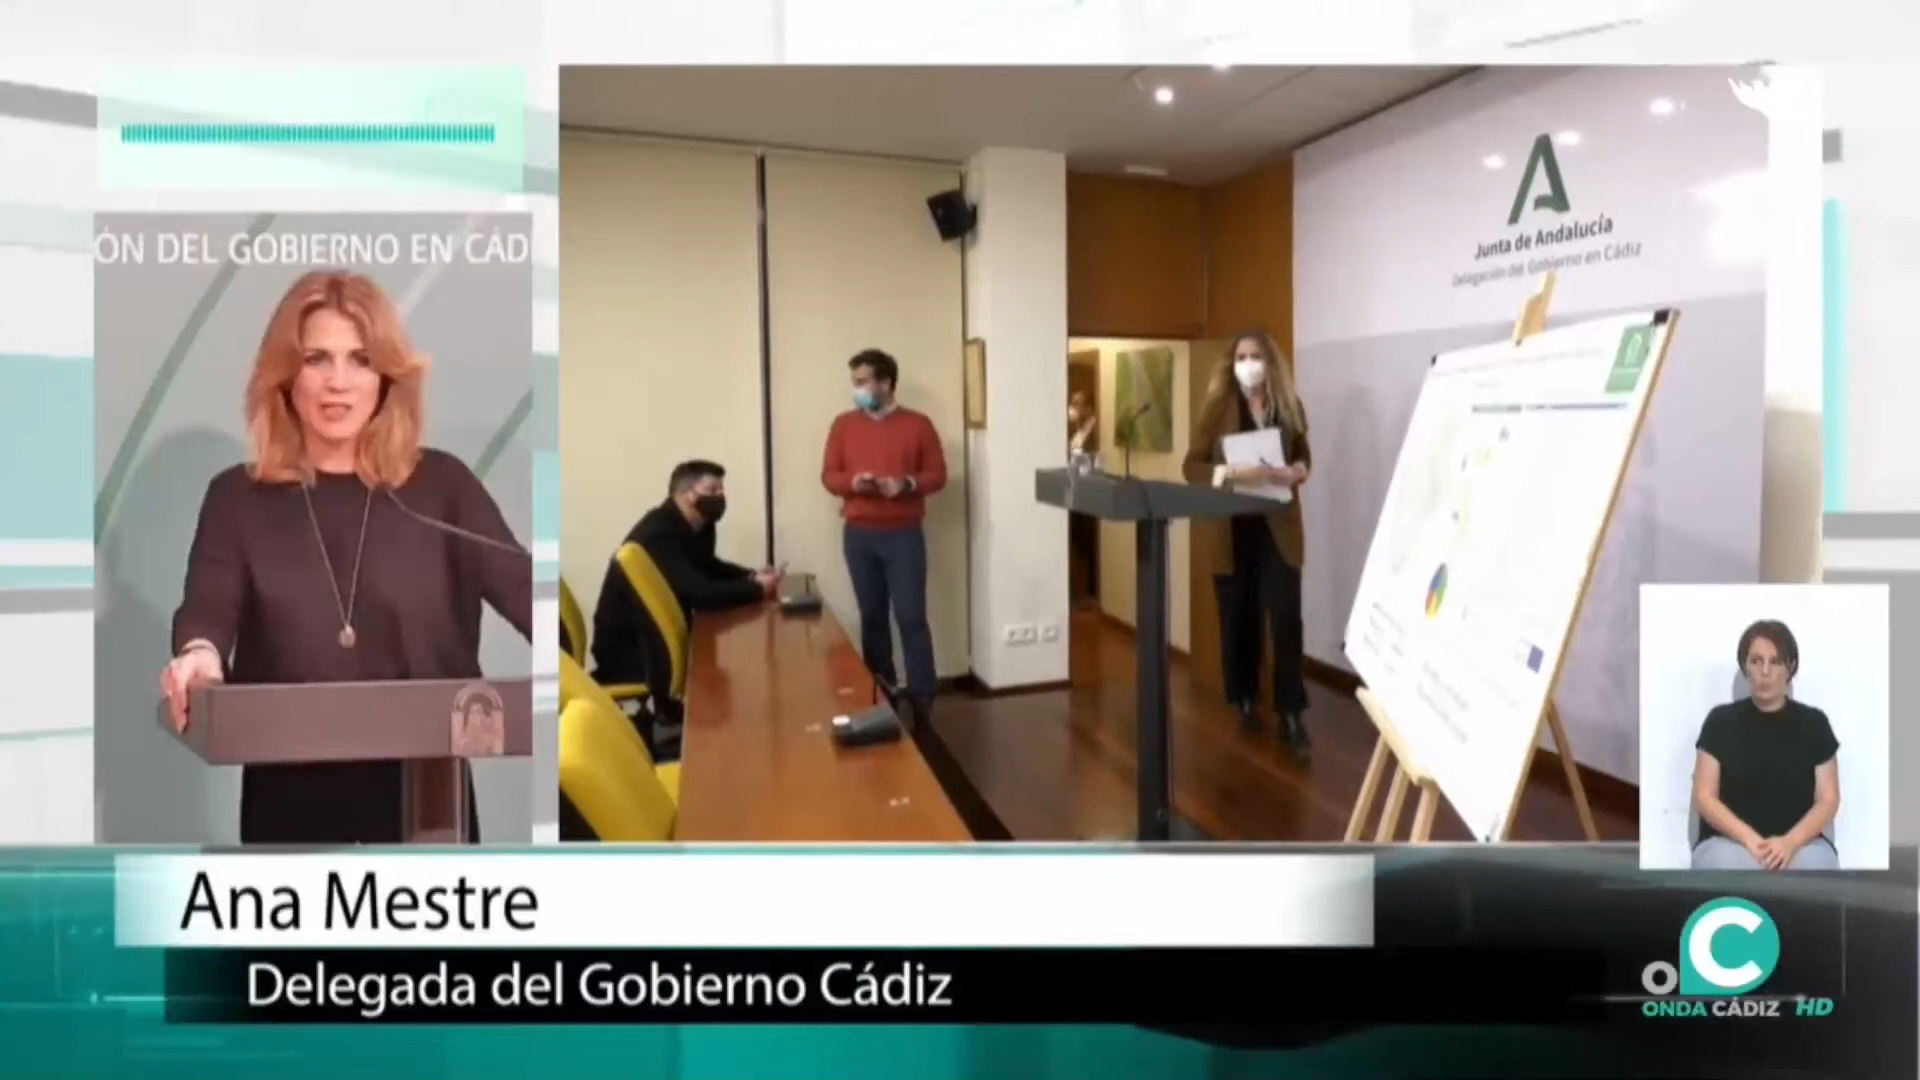 ÓN DEL GOBIERNO EN CÁD
Junta de Andalucía
Delegación del Gobierno en Cádiz
Ana Mestre
Delegada del Gobierno Cádiz
O C
ONDA CÁDIZ HD